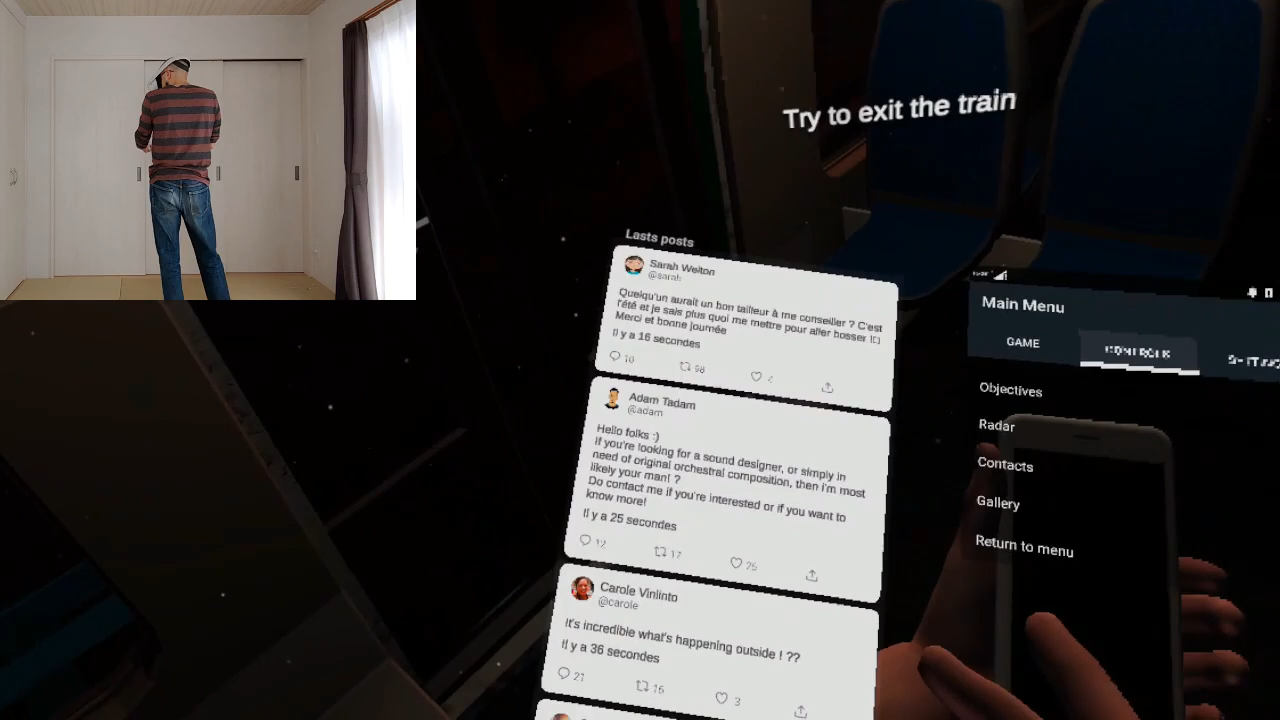 Try to exit the train
Lasts posts
Sarah Welton
@sarah
Quelqu'un aurait un bon tailleur à me conseiller ? C'est
l'été et je sais plus quoi me mettre pour aller bosser !!:)
Merci et bonne journée
Il y a 16 secondes
10
98
Adam Tadam
@adam
Hello folks :)
If you're looking for a sound designer, or simply in
need of original orchestral composition, then i'm most
likely your man! ?
Do contact me if you're interested or if you want to
know more!
Il y a 25 secondes
12
17
25
Carole Vinlinto
@carole
It's incredible what's happening outside ! ??
Il y a 36 secondes
21
16
3
Main Menu
GAME
CONTROLS
Objectives
Radar
Contacts
Gallery
Return to menu